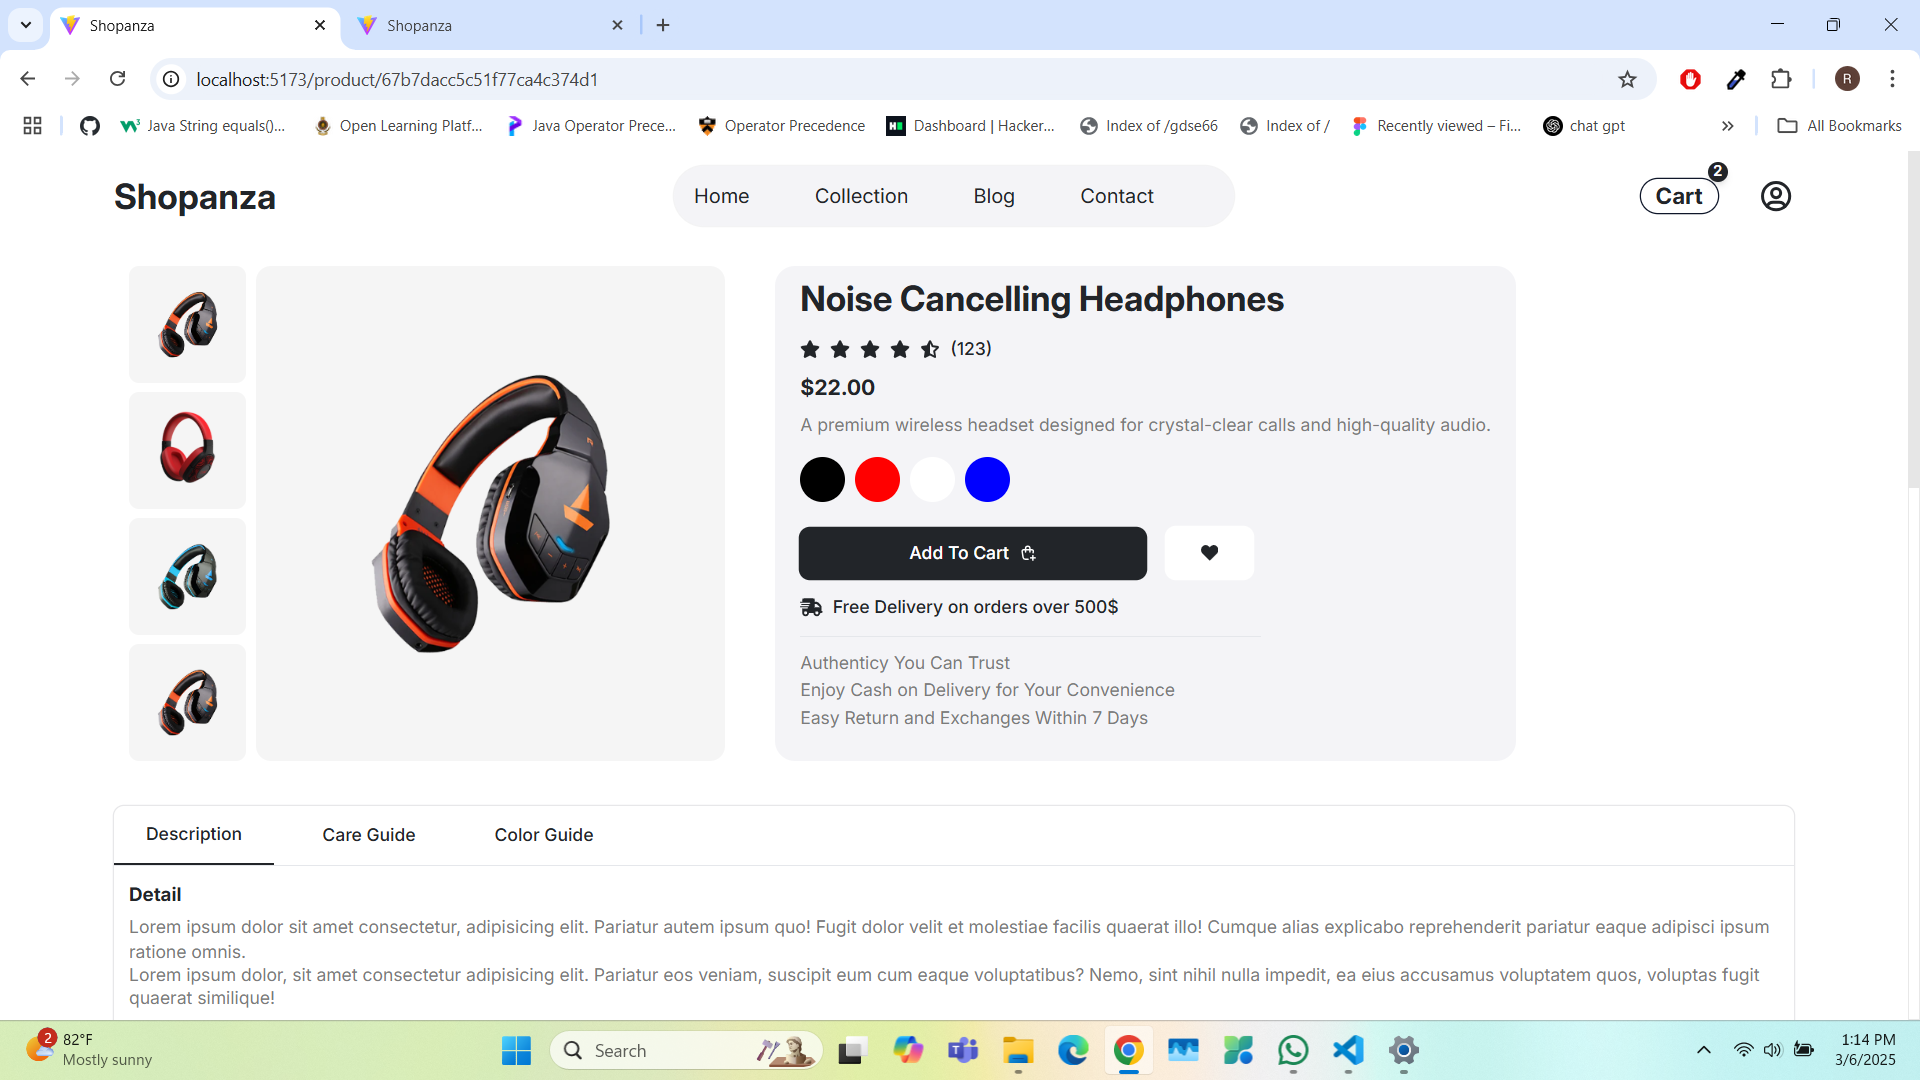 Shopanza
Shopanza
localhost:5173/product/67b7dacc5c51f77ca4c374d1
R
Java String equals()...
Open Learning Platf...
Java Operator Prece...
Operator Precedence
Dashboard | Hacker...
Index of /gdse66
Index of /
Recently viewed – Fi...
chat gpt
All Bookmarks
Shopanza
Home
Collection
Blog
Contact
Cart
2
Noise Cancelling Headphones
(123)
$22.00
A premium wireless headset designed for crystal-clear calls and high-quality audio.
Add To Cart
Free Delivery on orders over 500$
Authenticy You Can Trust
Enjoy Cash on Delivery for Your Convenience
Easy Return and Exchanges Within 7 Days
Description
Care Guide
Color Guide
Detail
Lorem ipsum dolor sit amet consectetur, adipisicing elit. Pariatur autem ipsum quo! Fugit dolor velit et molestiae facilis quaerat illo! Cumque alias explicabo reprehenderit pariatur eaque adipisci ipsum
ratione omnis.
Lorem ipsum dolor, sit amet consectetur adipisicing elit. Pariatur eos veniam, suscipit eum cum eaque voluptatibus? Nemo, sint nihil nulla impedit, ea eius accusamus voluptatem quos, voluptas fugit
quaerat similique!
2
82°F
Mostly sunny
Search
1:14 PM
3/6/2025